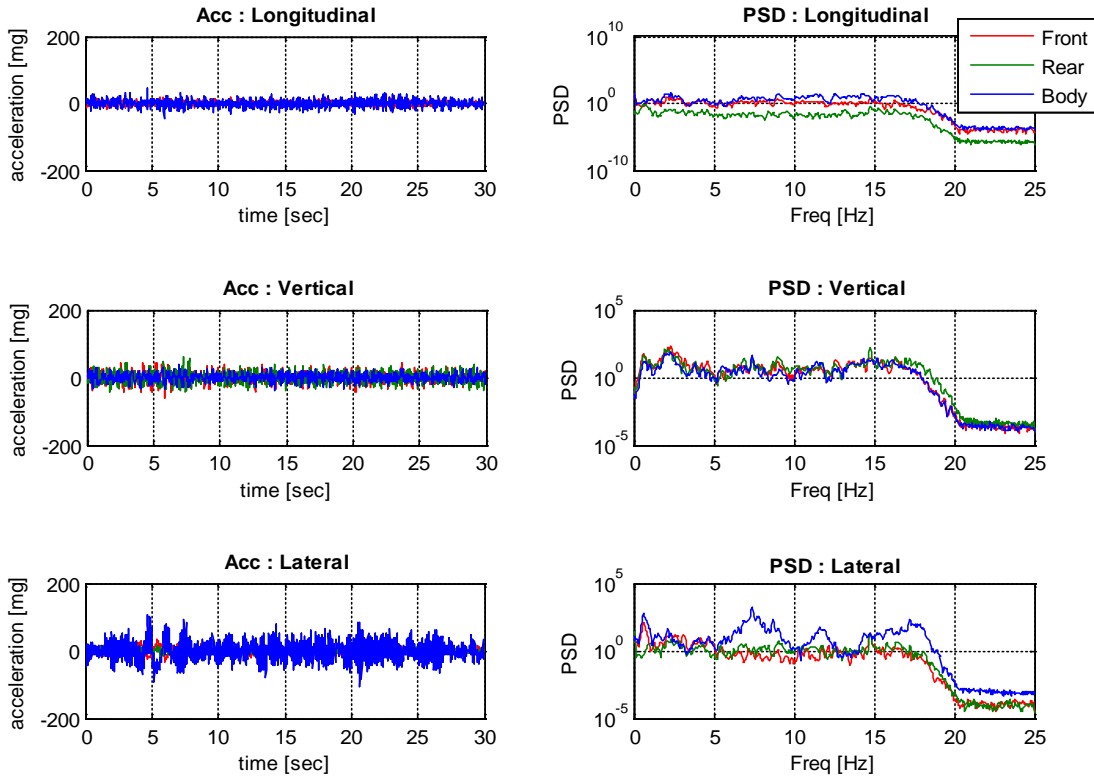 Acc : Longitudinal
200
0
-200
acceleration [mg]
0 5 10 15 20 25 30
time [sec]
PSD : Longitudinal
10^10
10^0
10^-10
PSD
0 5 10 15 20 25
Freq [Hz]
Front
Rear
Body
Acc : Vertical
200
0
-200
acceleration [mg]
0 5 10 15 20 25 30
time [sec]
PSD : Vertical
10^5
10^0
10^-5
PSD
0 5 10 15 20 25
Freq [Hz]
Acc : Lateral
200
0
-200
acceleration [mg]
0 5 10 15 20 25 30
time [sec]
PSD : Lateral
10^5
10^0
10^-5
PSD
0 5 10 15 20 25
Freq [Hz]